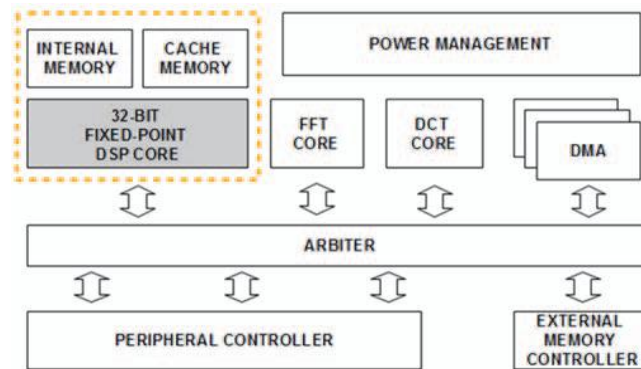 INTERNAL
MEMORY
CACHE
MEMORY
POWER MANAGEMENT
32-BIT
FIXED-POINT
DSP CORE
FFT
CORE
DCT
CORE
DMA
ARBITER
PERIPHERAL CONTROLLER
EXTERNAL
MEMORY
CONTROLLER